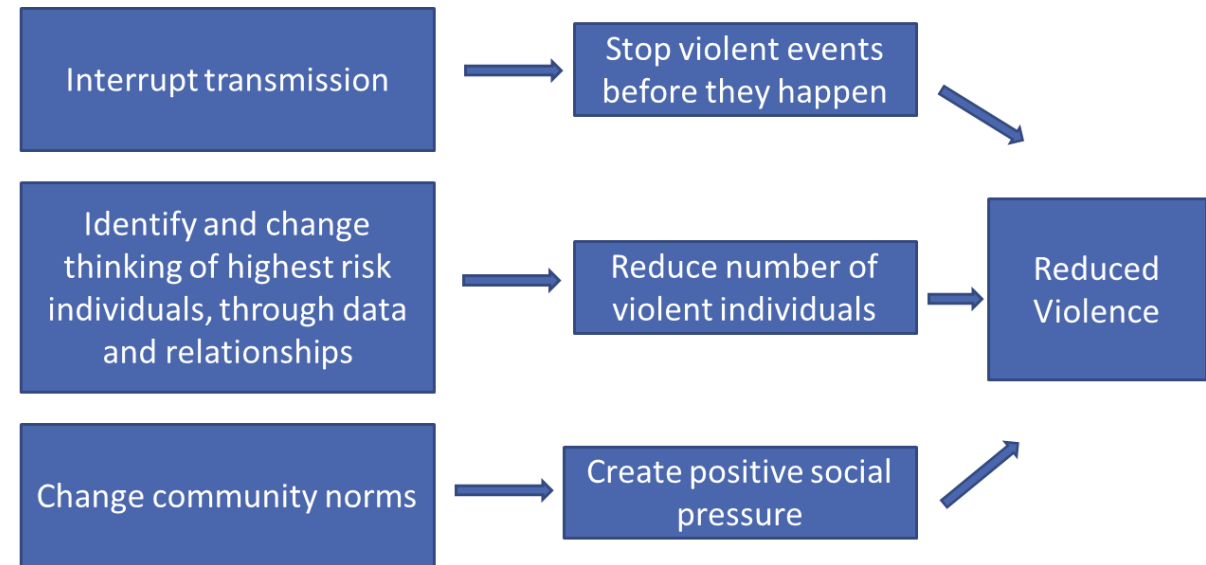 Interrupt transmission
Stop violent events
before they happen
Identify and change
thinking of highest risk
individuals, through data
and relationships
Reduce number of
violent individuals
Reduced
Violence
Change community norms
Create positive social
pressure